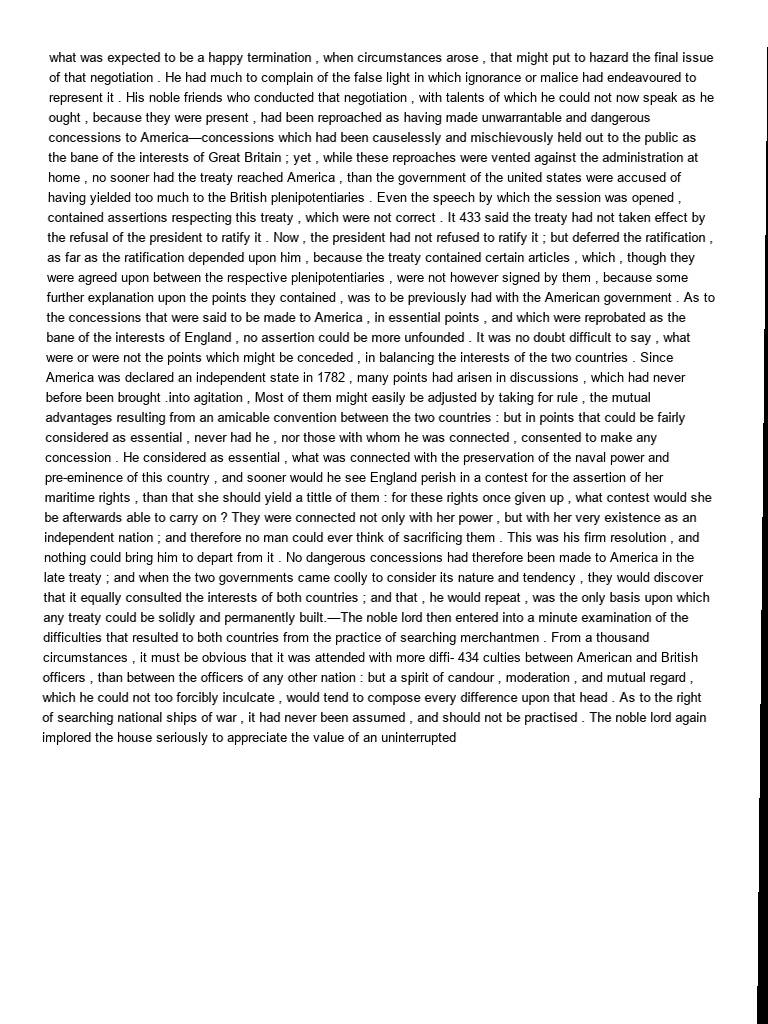 what was expected to be a happy termination , when circumstances arose , that might put to hazard the final issue
of that negotiation . He had much to complain of the false light in which ignorance or malice had endeavoured to
represent it . His noble friends who conducted that negotiation , with talents of which he could not now speak as he
ought , because they were present , had been reproached as having made unwarrantable and dangerous
concessions to America—concessions which had been causelessly and mischievously held out to the public as
the bane of the interests of Great Britain ; yet , while these reproaches were vented against the administration at
home , no sooner had the treaty reached America , than the government of the united states were accused of
having yielded too much to the British plenipotentiaries . Even the speech by which the session was opened ,
contained assertions respecting this treaty , which were not correct . It 433 said the treaty had not taken effect by
the refusal of the president to ratify it . Now , the president had not refused to ratify it ; but deferred the ratification ,
as far as the ratification depended upon him , because the treaty contained certain articles , which , though they
were agreed upon between the respective plenipotentiaries , were not however signed by them , because some
further explanation upon the points they contained , was to be previously had with the American government . As to
the concessions that were said to be made to America , in essential points , and which were reprobated as the
bane of the interests of England , no assertion could be more unfounded . It was no doubt difficult to say , what
were or were not the points which might be conceded , in balancing the interests of the two countries . Since
America was declared an independent state in 1782 , many points had arisen in discussions , which had never
before been brought .into agitation , Most of them might easily be adjusted by taking for rule , the mutual
advantages resulting from an amicable convention between the two countries : but in points that could be fairly
considered as essential , never had he , nor those with whom he was connected , consented to make any
concession . He considered as essential , what was connected with the preservation of the naval power and
pre-eminence of this country , and sooner would he see England perish in a contest for the assertion of her
maritime rights , than that she should yield a tittle of them : for these rights once given up , what contest would she
be afterwards able to carry on ? They were connected not only with her power , but with her very existence as an
independent nation ; and therefore no man could ever think of sacrificing them . This was his firm resolution , and
nothing could bring him to depart from it . No dangerous concessions had therefore been made to America in the
late treaty ; and when the two governments came coolly to consider its nature and tendency , they would discover
that it equally consulted the interests of both countries ; and that , he would repeat , was the only basis upon which
any treaty could be solidly and permanently built.—The noble lord then entered into a minute examination of the
difficulties that resulted to both countries from the practice of searching merchantmen . From a thousand
circumstances , it must be obvious that it was attended with more diffi- 434 culties between American and British
officers , than between the officers of any other nation : but a spirit of candour , moderation , and mutual regard ,
which he could not too forcibly inculcate , would tend to compose every difference upon that head . As to the right
of searching national ships of war , it had never been assumed , and should not be practised . The noble lord again
implored the house seriously to appreciate the value of an uninterrupted